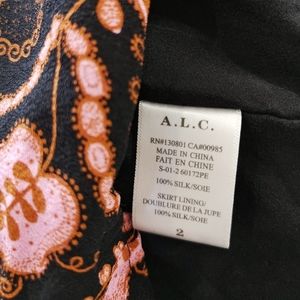 A.L.C.
RN#130801 CA#00985
MADE IN CHINA
FAIT EN CHINE
S-01-2 60172PE
100% SILK/SOIE
SKIRT LINING/
DOUBLURE DE LA JUPE
100% SILK/SOIE
2